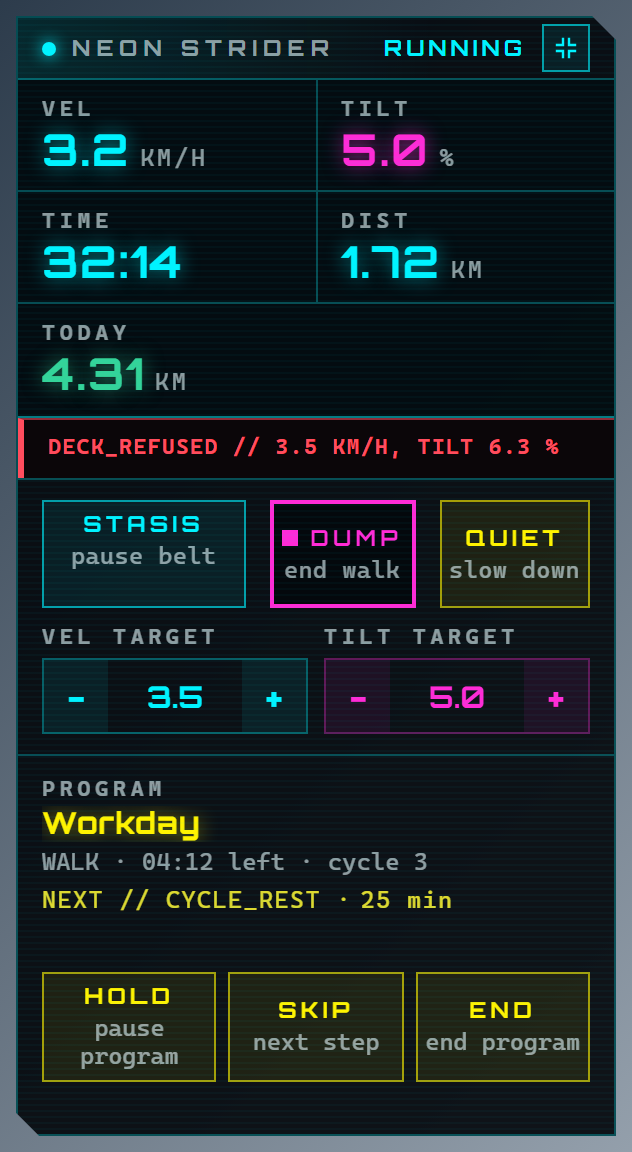 NEON STRIDER RUNNING
VEL TILT
3.2 KM/H 5.0 %
TIME DIST
32:14 1.72 KM
TODAY
4.31 KM
DECK_REFUSED // 3.5 KM/H, TILT 6.3 %
STASIS DUMP QUIET
pause belt end walk slow down
VEL TARGET TILT TARGET
- 3.5 + - 5.0 +
PROGRAM
Workday
WALK · 04:12 left · cycle 3
NEXT // CYCLE_REST · 25 min
HOLD SKIP END
pause next step end program
program